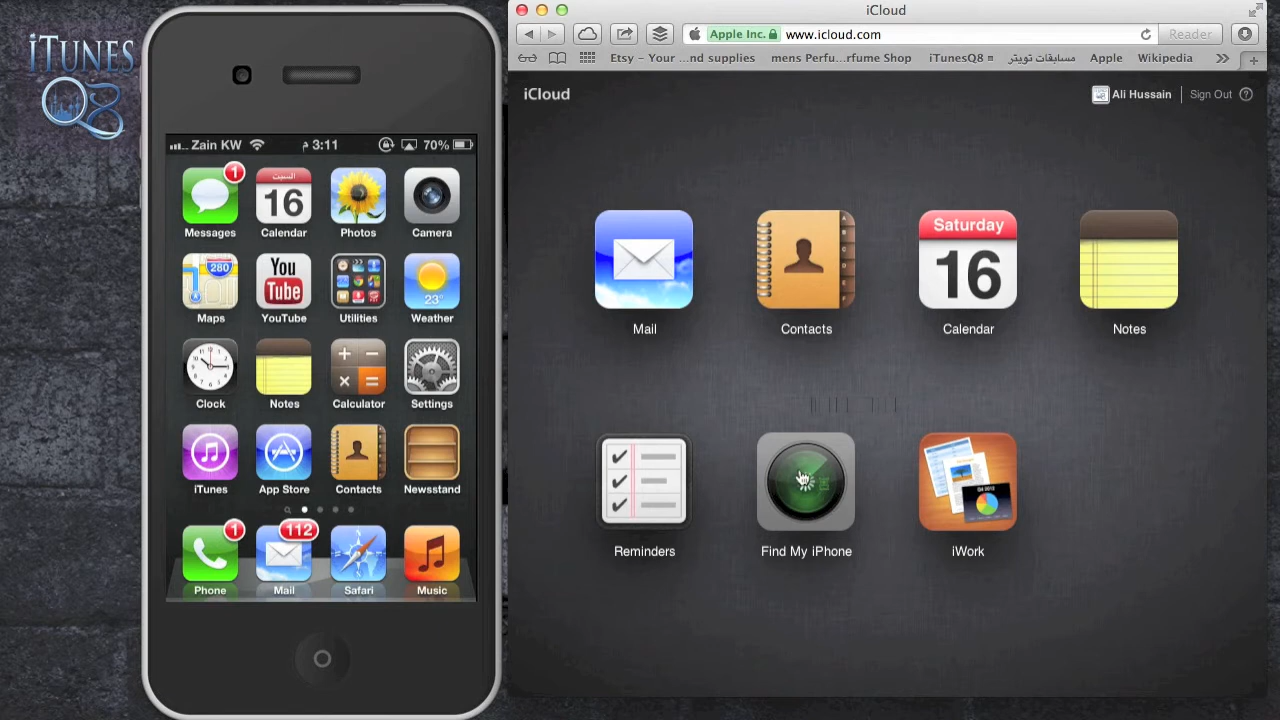 iTUNES
Q8
Zain KW
م 3:11
70%
1
السبت
16
Messages
Calendar
Photos
Camera
280
You
Tube
23°
Maps
YouTube
Utilities
Weather
Clock
Notes
Calculator
Settings
iTunes
App Store
Contacts
Newsstand
1
112
Phone
Mail
Safari
Music
iCloud
Apple Inc.
www.icloud.com
Reader
Etsy - Your ...nd supplies
mens Perfu...rfume Shop
iTunesQ8 =
مسابقات تويتر
Apple
Wikipedia
iCloud
Ali Hussain
Sign Out
Saturday
16
Mail
Contacts
Calendar
Notes
Reminders
Find My iPhone
iWork